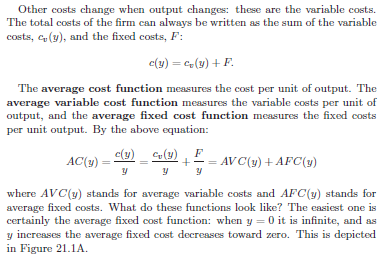 Other costs change when output changes: these are the variable costs.
The total costs of the firm can always be written as the sum of the variable
costs, cᵥ(y), and the fixed costs, F:
c(y) = cᵥ(y) + F.
The average cost function measures the cost per unit of output. The
average variable cost function measures the variable costs per unit of
output, and the average fixed cost function measures the fixed costs
per unit output. By the above equation:
AC(y) = c(y)/y = cᵥ(y)/y + F/y = AVC(y) + AFC(y)
where AVC(y) stands for average variable costs and AFC(y) stands for
average fixed costs. What do these functions look like? The easiest one is
certainly the average fixed cost function: when y = 0 it is infinite, and as
y increases the average fixed cost decreases toward zero. This is depicted
in Figure 21.1A.